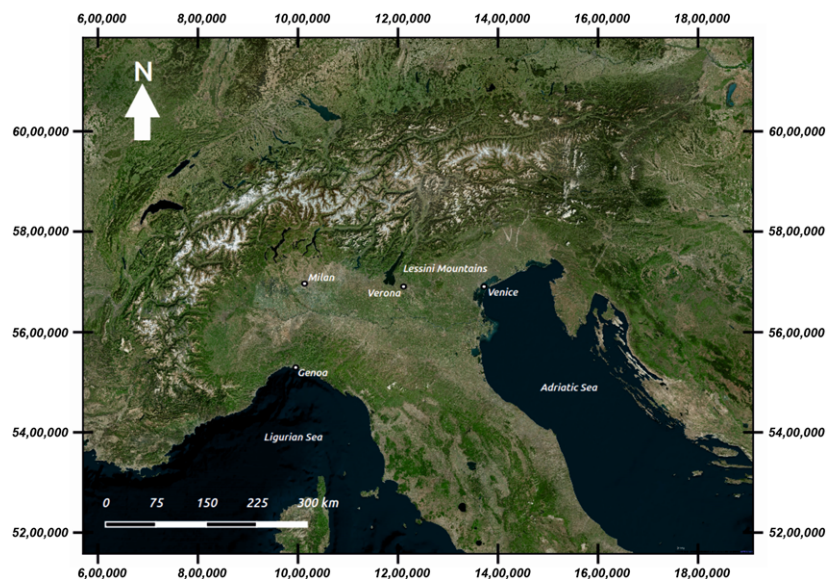 6,00,000 8,00,000 10,00,000 12,00,000 14,00,000 16,00,000 18,00,000
N
60,00,000 60,00,000
58,00,000 58,00,000
Lessini Mountains
Milan
Verona Venice
56,00,000 56,00,000
Genoa
Adriatic Sea
54,00,000 54,00,000
Ligurian Sea
0 75 150 225 300 km
52,00,000 52,00,000
6,00,000 8,00,000 10,00,000 12,00,000 14,00,000 16,00,000 18,00,000